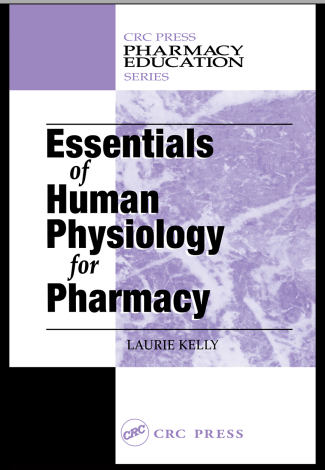 CRC PRESS
PHARMACY
EDUCATION
SERIES
Essentials
of
Human
Physiology
for
Pharmacy
LAURIE KELLY
CRC CRC PRESS